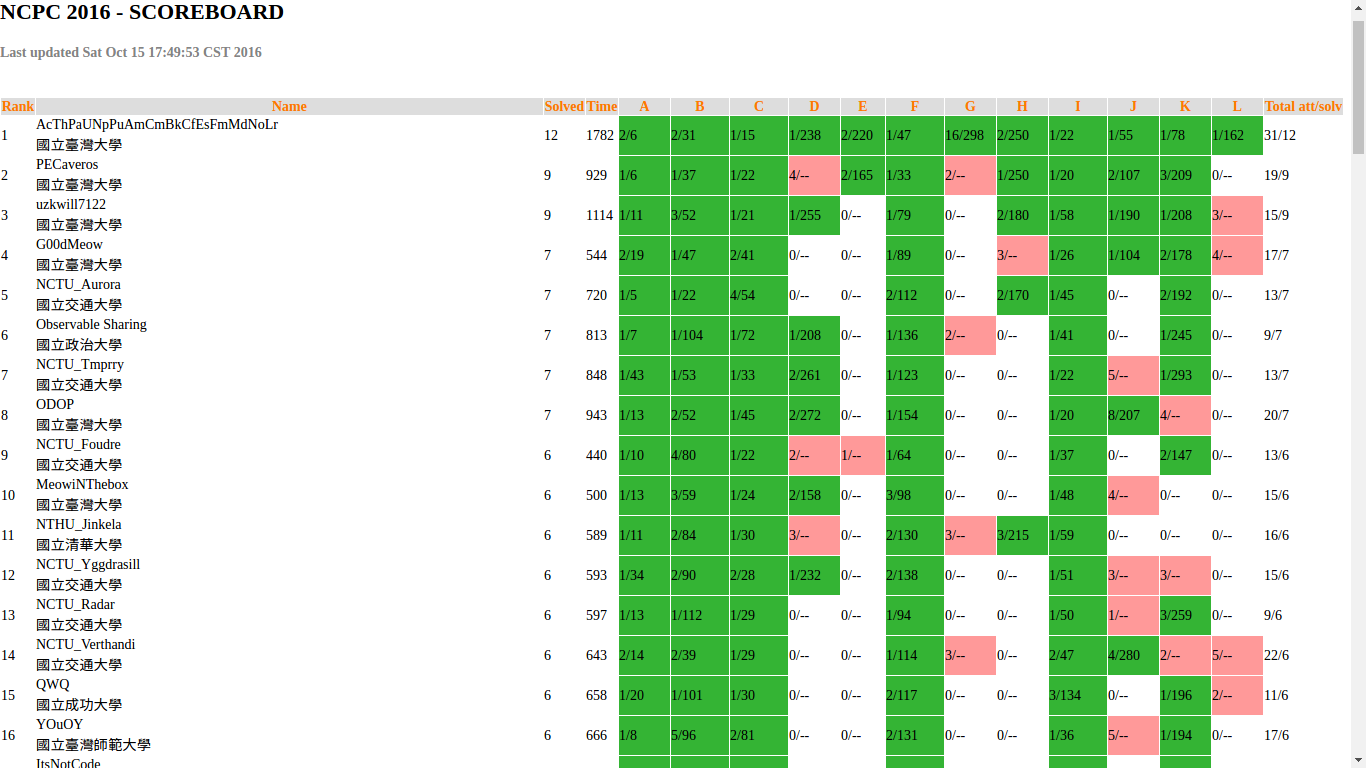 NCPC 2016 - SCOREBOARD
Last updated Sat Oct 15 17:49:53 CST 2016
Rank Name Solved Time A B C D E F G H I J K L Total att/solv
AcThPaUNpPuAmCmBkCfEsFmMdNoLr
1 12 1782 2/6 2/31 1/15 1/238 2/220 1/47 16/298 2/250 1/22 1/55 1/78 1/162 31/12
國立臺灣大學
PECaveros
2 9 929 1/6 1/37 1/22 4/-- 2/165 1/33 2/-- 1/250 1/20 2/107 3/209 0/-- 19/9
國立臺灣大學
uzkwill7122
3 9 1114 1/11 3/52 1/21 1/255 0/-- 1/79 0/-- 2/180 1/58 1/190 1/208 3/-- 15/9
國立臺灣大學
G00dMeow
4 7 544 2/19 1/47 2/41 0/-- 0/-- 1/89 0/-- 3/-- 1/26 1/104 2/178 4/-- 17/7
國立臺灣大學
NCTU_Aurora
5 7 720 1/5 1/22 4/54 0/-- 0/-- 2/112 0/-- 2/170 1/45 0/-- 2/192 0/-- 13/7
國立交通大學
Observable Sharing
6 7 813 1/7 1/104 1/72 1/208 0/-- 1/136 2/-- 0/-- 1/41 0/-- 1/245 0/-- 9/7
國立政治大學
NCTU_Tmprry
7 7 848 1/43 1/53 1/33 2/261 0/-- 1/123 0/-- 0/-- 1/22 5/-- 1/293 0/-- 13/7
國立交通大學
ODOP
8 7 943 1/13 2/52 1/45 2/272 0/-- 1/154 0/-- 0/-- 1/20 8/207 4/-- 0/-- 20/7
國立臺灣大學
NCTU_Foudre
9 6 440 1/10 4/80 1/22 2/-- 1/-- 1/64 0/-- 0/-- 1/37 0/-- 2/147 0/-- 13/6
國立交通大學
MeowiNThebox
10 6 500 1/13 3/59 1/24 2/158 0/-- 3/98 0/-- 0/-- 1/48 4/-- 0/-- 0/-- 15/6
國立臺灣大學
NTHU_Jinkela
11 6 589 1/11 2/84 1/30 3/-- 0/-- 2/130 3/-- 3/215 1/59 0/-- 0/-- 0/-- 16/6
國立清華大學
NCTU_Yggdrasill
12 6 593 1/34 2/90 2/28 1/232 0/-- 2/138 0/-- 0/-- 1/51 3/-- 3/-- 0/-- 15/6
國立交通大學
NCTU_Radar
13 6 597 1/13 1/112 1/29 0/-- 0/-- 1/94 0/-- 0/-- 1/50 1/-- 3/259 0/-- 9/6
國立交通大學
NCTU_Verthandi
14 6 643 2/14 2/39 1/29 0/-- 0/-- 1/114 3/-- 0/-- 2/47 4/280 2/-- 5/-- 22/6
國立交通大學
QWQ
15 6 658 1/20 1/101 1/30 0/-- 0/-- 2/117 0/-- 0/-- 3/134 0/-- 1/196 2/-- 11/6
國立成功大學
YOuOY
16 6 666 1/8 5/96 2/81 0/-- 0/-- 2/131 0/-- 0/-- 1/36 5/-- 1/194 0/-- 17/6
國立臺灣師範大學
ItsNotCode